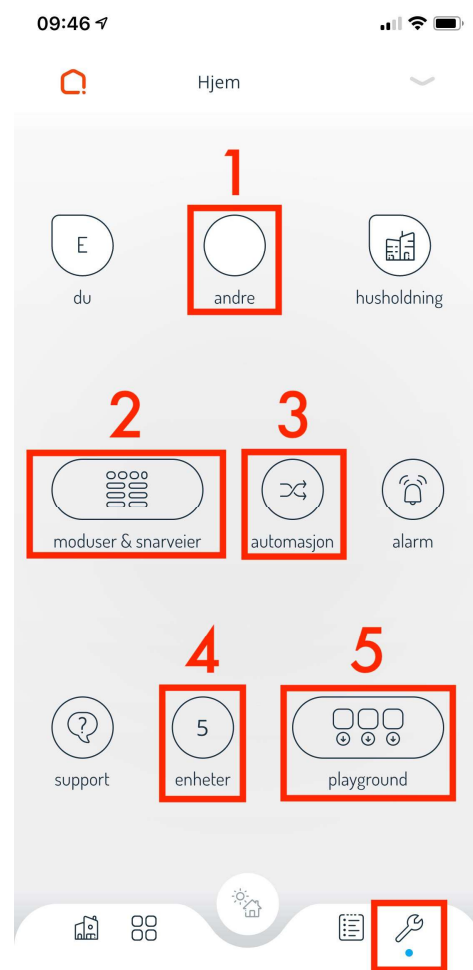 09:46
Hjem
1
E
du
andre
husholdning
2
3
moduser & snarveier
automasjon
alarm
4
5
?
5
support
enheter
playground